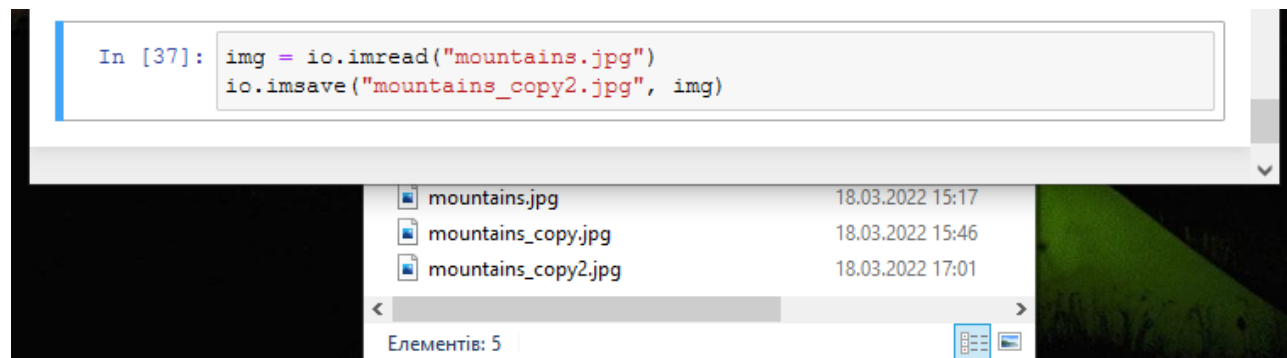 In [37]: img = io.imread("mountains.jpg")
io.imsave("mountains_copy2.jpg", img)
mountains.jpg 18.03.2022 15:17
mountains_copy.jpg 18.03.2022 15:46
mountains_copy2.jpg 18.03.2022 17:01
Елементів: 5